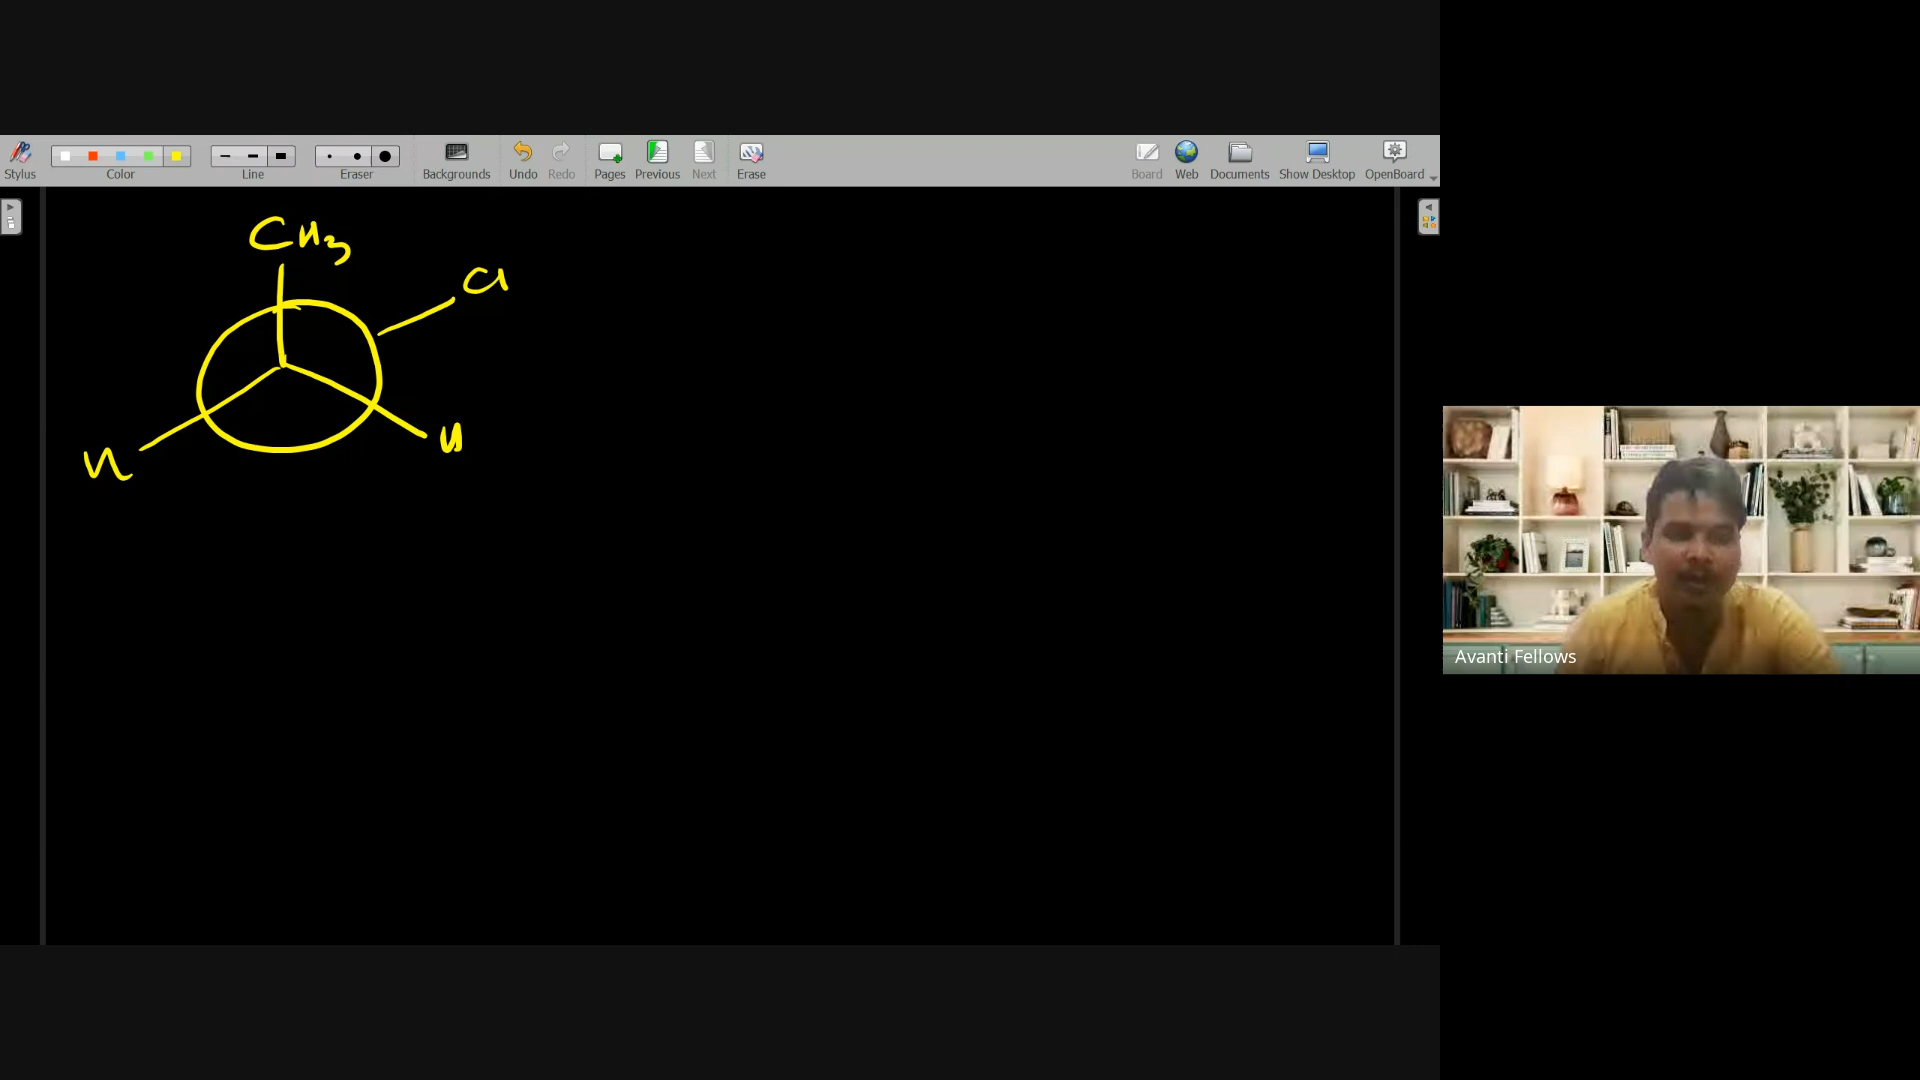 Stylus Color Line Eraser Backgrounds Undo Redo Pages Previous Next Erase Board Web Documents Show Desktop OpenBoard
CH3
Cl
H
H
Avanti Fellows